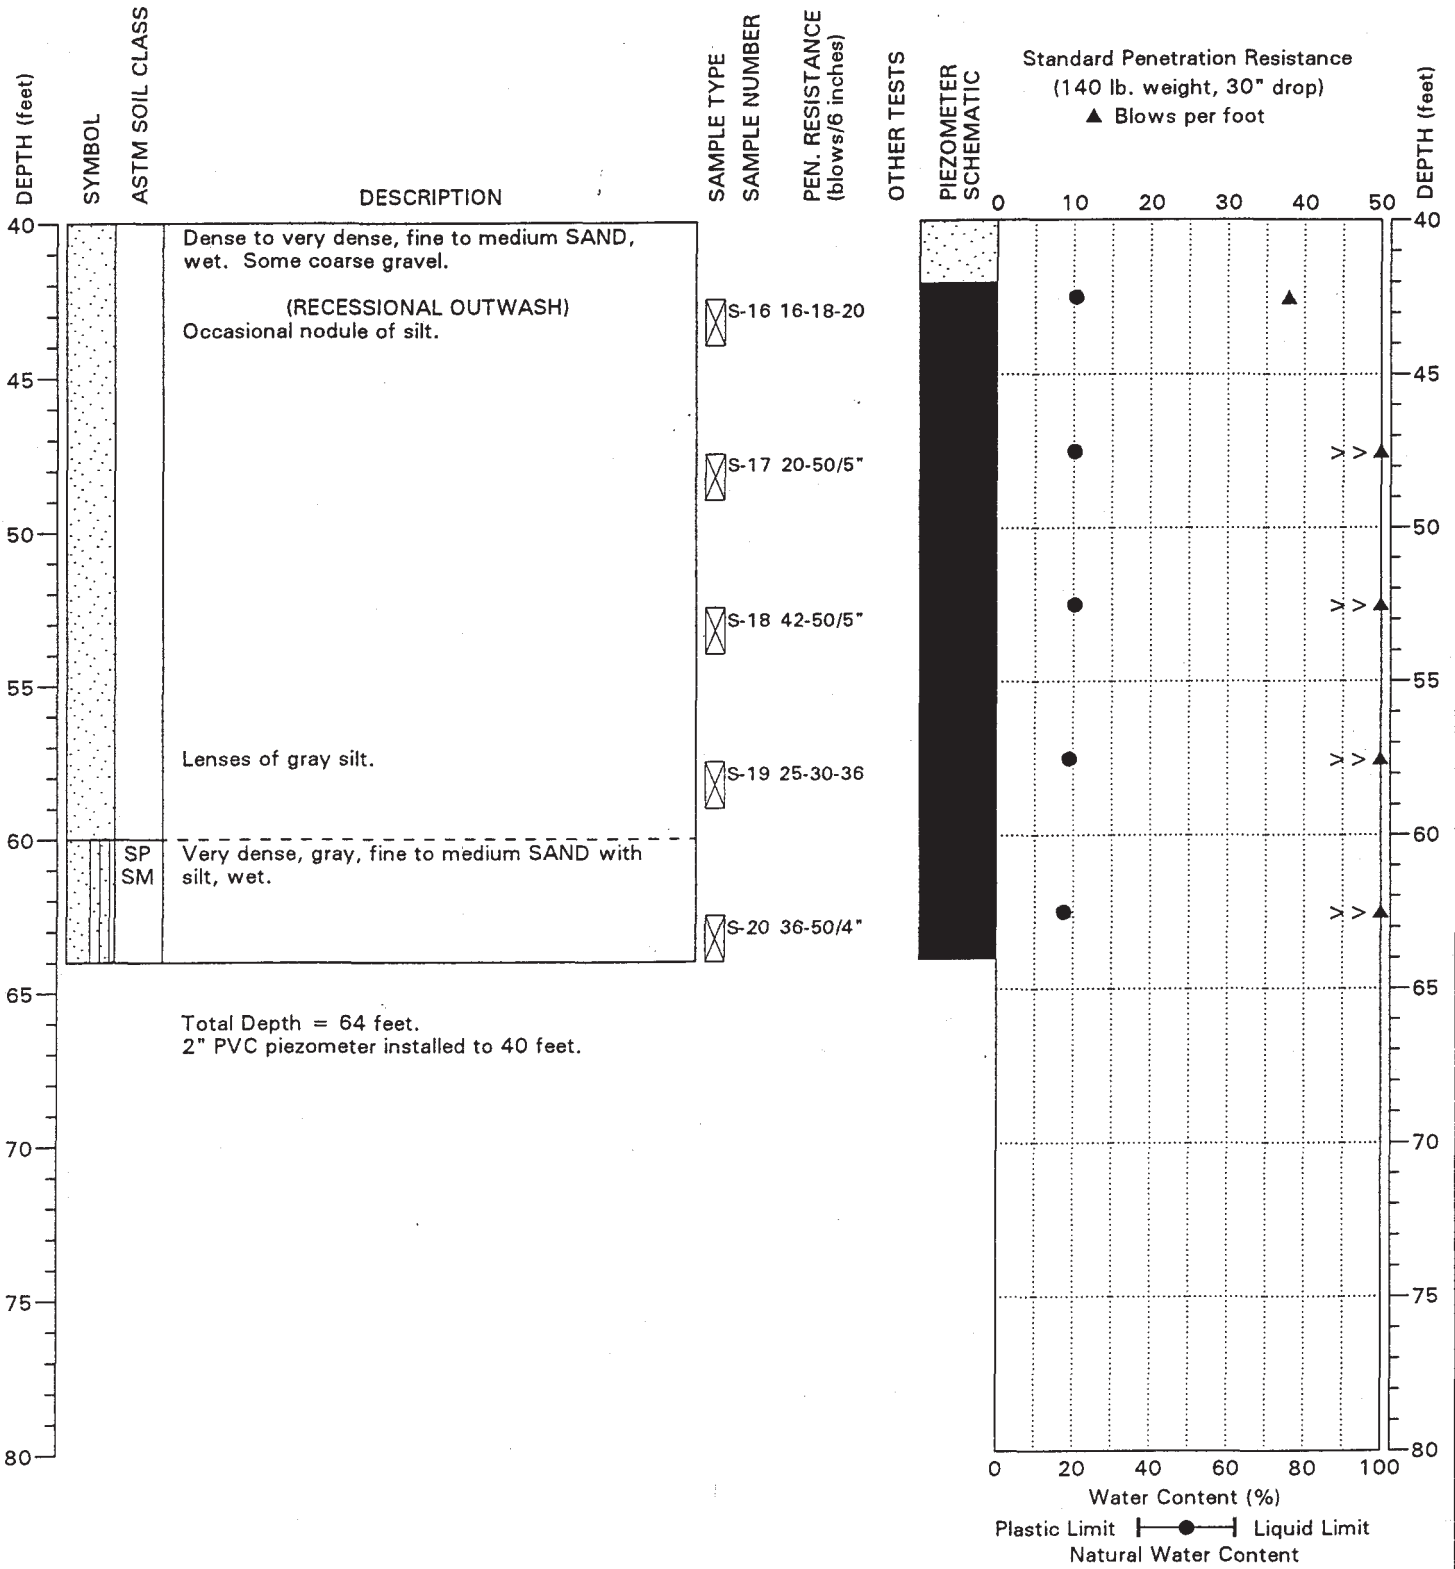 DEPTH (feet)
SYMBOL
ASTM SOIL CLASS
DESCRIPTION
SAMPLE TYPE
SAMPLE NUMBER
PEN. RESISTANCE
(blows/6 inches)
OTHER TESTS
PIEZOMETER
SCHEMATIC
Standard Penetration Resistance
(140 lb. weight, 30" drop)
▲ Blows per foot
DEPTH (feet)
0 10 20 30 40 50
40
Dense to very dense, fine to medium SAND,
wet. Some coarse gravel.
40
(RECESSIONAL OUTWASH)
S-16 16-18-20
Occasional nodule of silt.
45
45
S-17 20-50/5"
>>
50
50
S-18 42-50/5"
>>
55
55
Lenses of gray silt.
S-19 25-30-36
>>
60
60
SP
SM
Very dense, gray, fine to medium SAND with
silt, wet.
S-20 36-50/4"
>>
65
65
Total Depth = 64 feet.
2" PVC piezometer installed to 40 feet.
70
70
75
75
80
80
0 20 40 60 80 100
Water Content (%)
Plastic Limit Liquid Limit
Natural Water Content